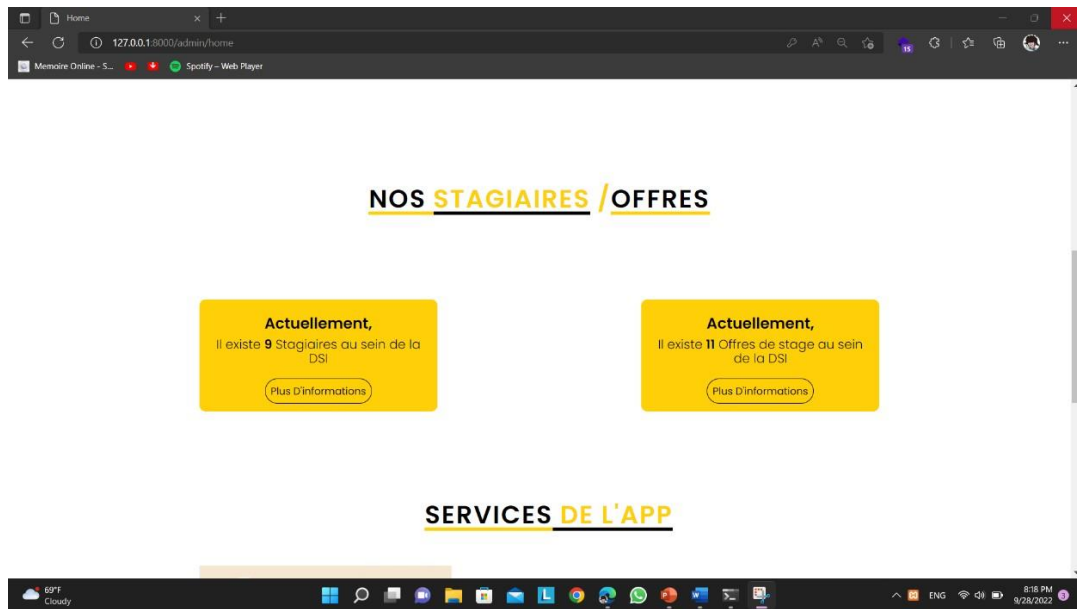 Home
127.0.0.1:8000/admin/home
15
Memoire Online - S...
Spotify – Web Player
NOS STAGIAIRES / OFFRES
Actuellement,
Il existe 9 Stagiaires au sein de la
DSI
Plus D'informations
Actuellement,
Il existe 11 Offres de stage au sein
de la DSI
Plus D'informations
SERVICES DE L'APP
69°F
Cloudy
ENG
8:18 PM
9/28/2022
3